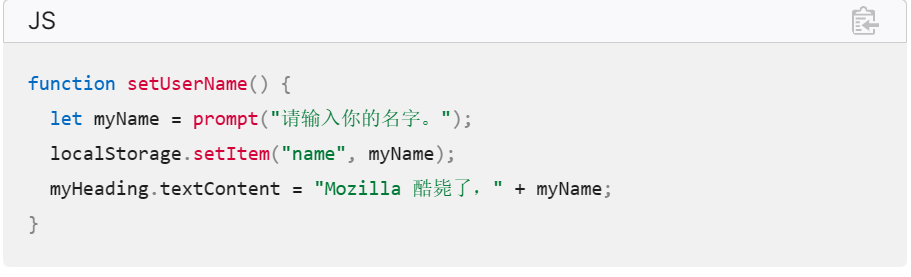 JS
function setUserName() {
  let myName = prompt("请输入你的名字。");
  localStorage.setItem("name", myName);
  myHeading.textContent = "Mozilla 酷毙了，" + myName;
}